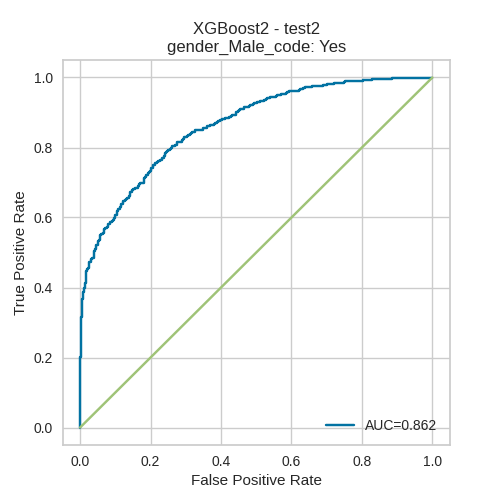 XGBoost2 - test2
gender_Male_code: Yes
True Positive Rate
1.0
0.8
0.6
0.4
0.2
0.0
AUC=0.862
0.0 0.2 0.4 0.6 0.8 1.0
False Positive Rate